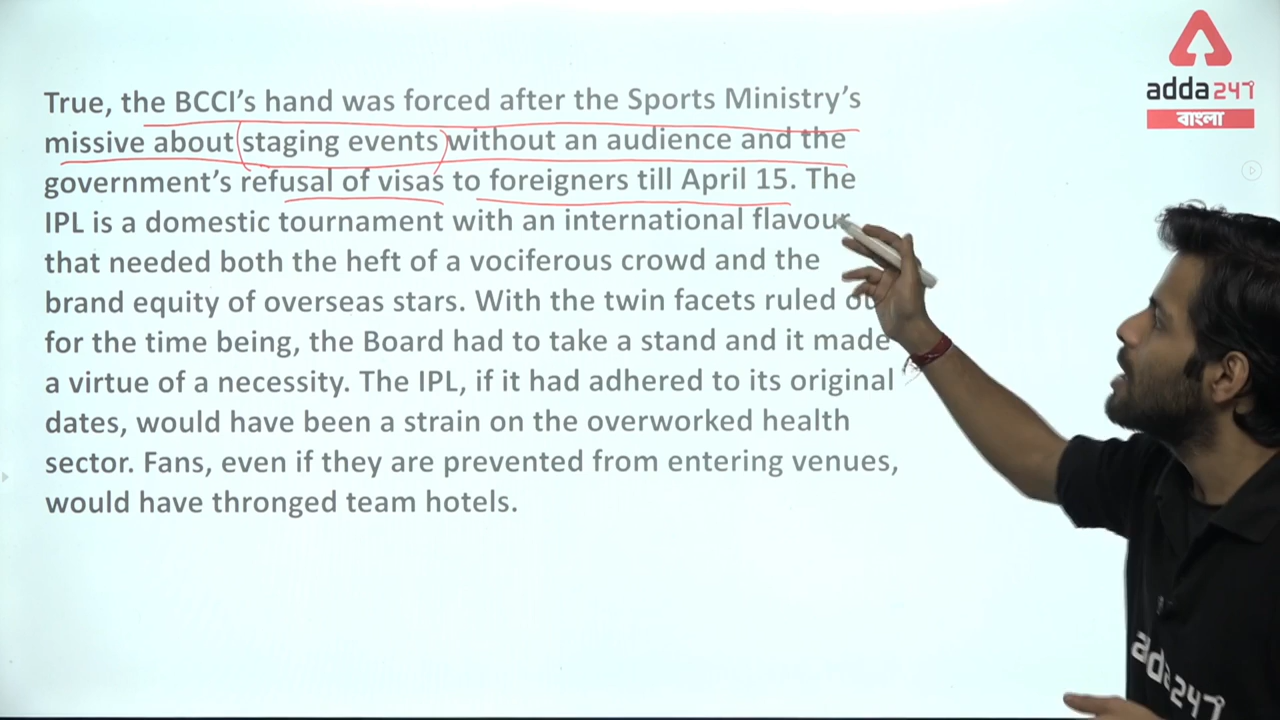 True, the BCCI's hand was forced after the Sports Ministry's
missive about staging events without an audience and the
government's refusal of visas to foreigners till April 15. The
IPL is a domestic tournament with an international flavour
that needed both the heft of a vociferous crowd and the
brand equity of overseas stars. With the twin facets ruled
for the time being, the Board had to take a stand and it made
a virtue of a necessity. The IPL, if it had adhered to its original
dates, would have been a strain on the overworked health
sector. Fans, even if they are prevented from entering venues,
would have thronged team hotels.
adda247
বাংলা
adda247